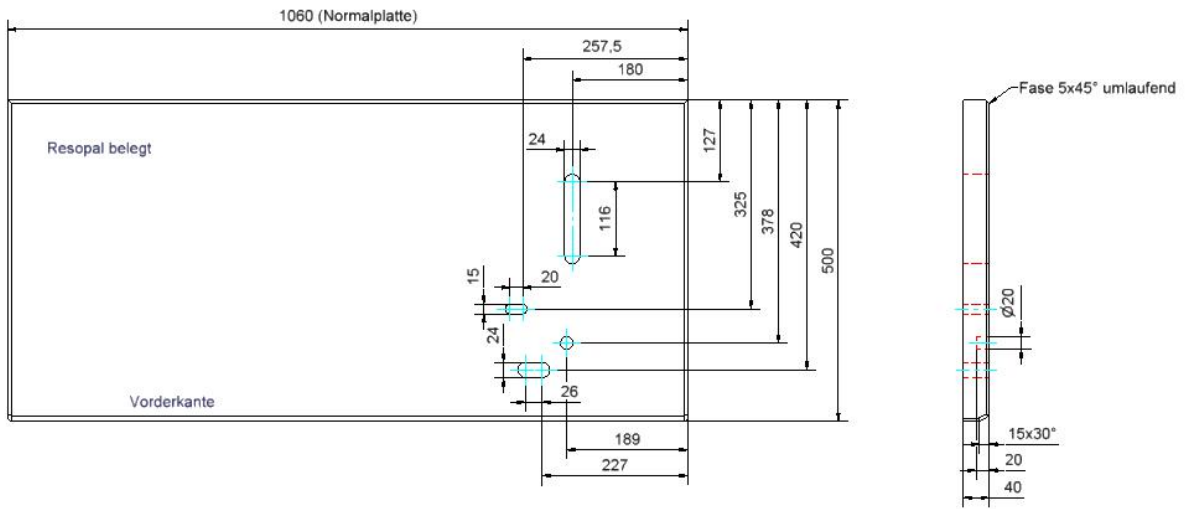 1060 (Normalplatte)
257,5
180
Fase 5x45° umlaufend
Resopal belegt
24
127
116
325
378
420
500
15
20
24
Ø20
26
Vorderkante
189
227
15x30°
20
40